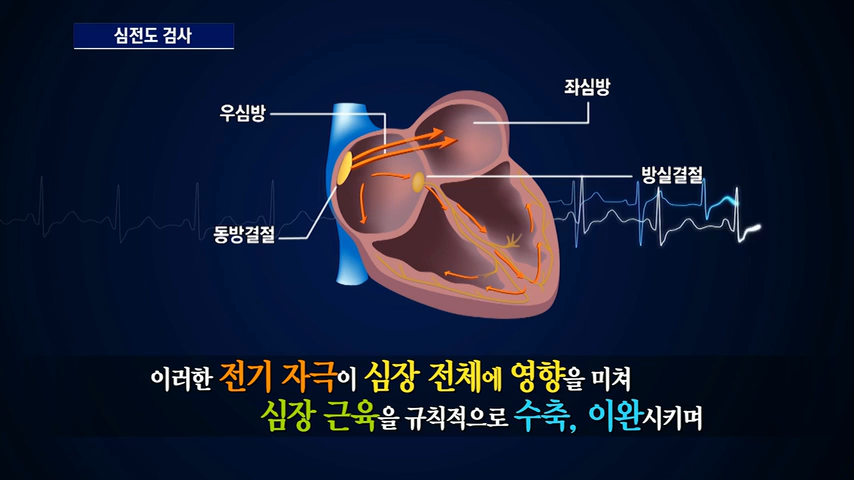 심전도 검사
좌심방
우심방
방실결절
동방결절
이러한 전기 자극이 심장 전체에 영향을 미쳐
심장 근육을 규칙적으로 수축, 이완시키며